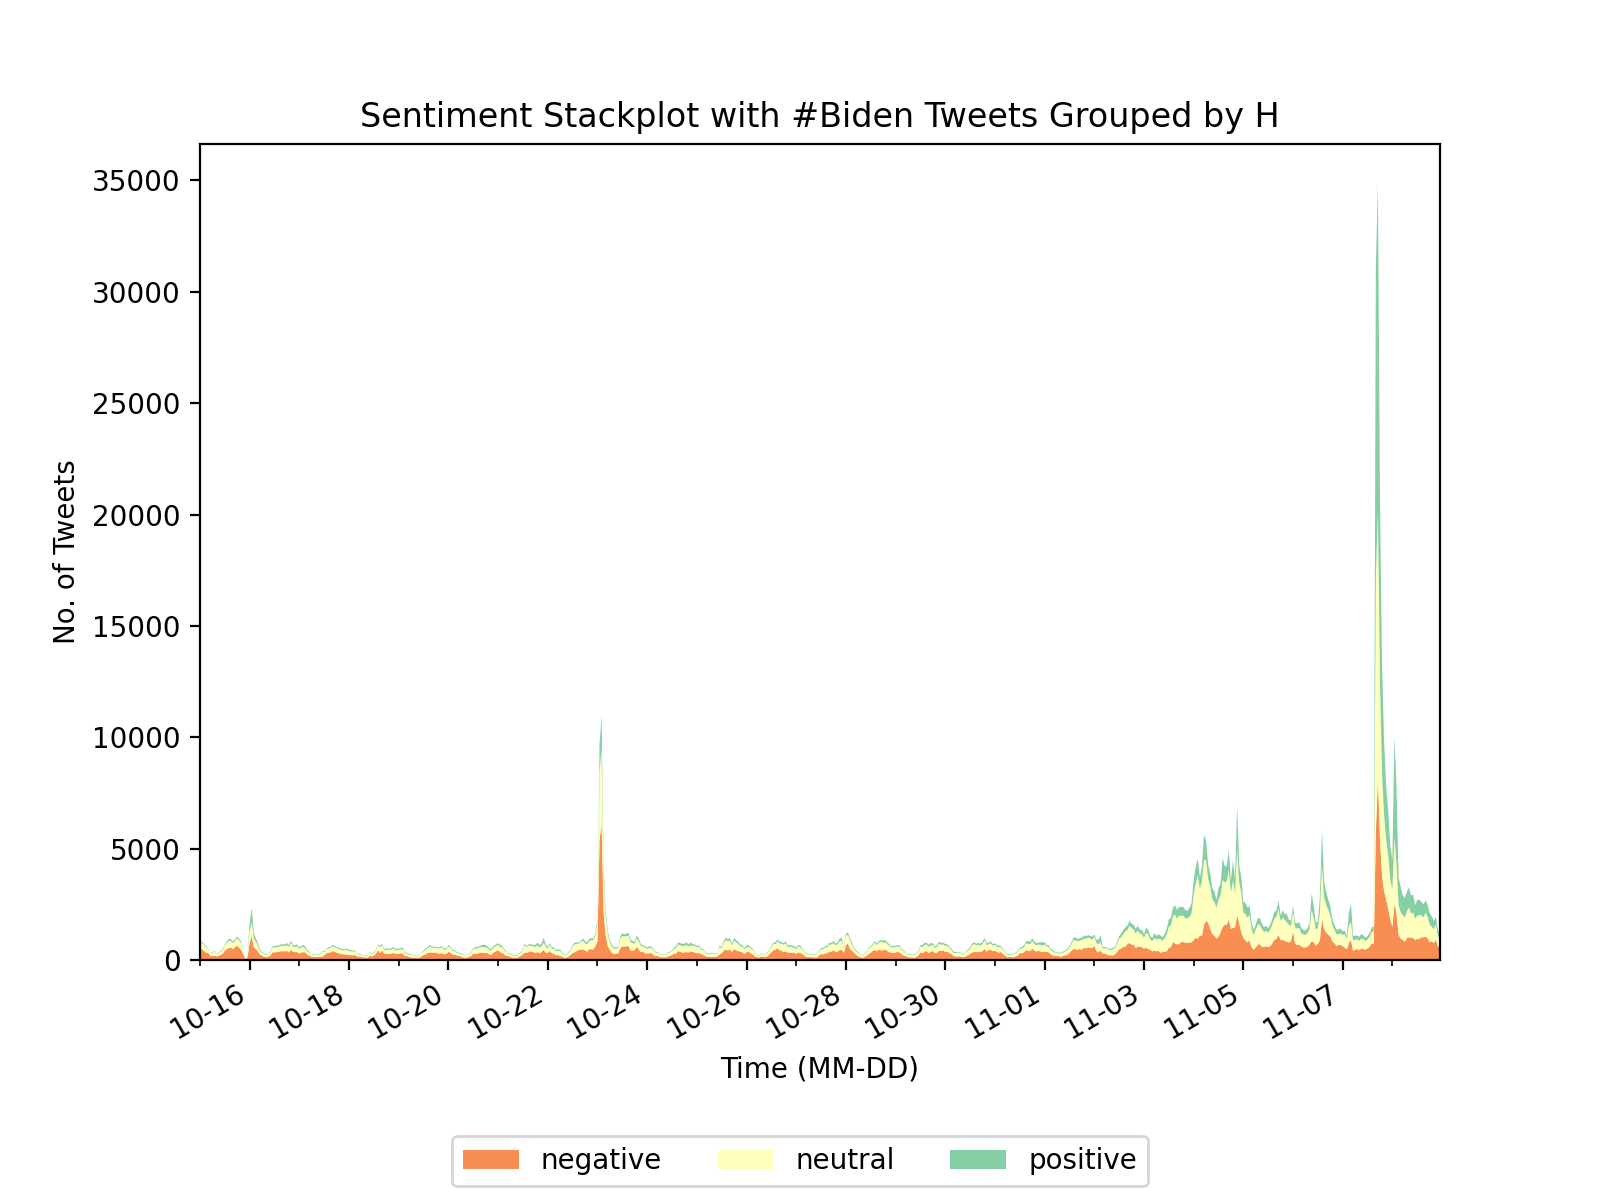 Sentiment Stackplot with #Biden Tweets Grouped by H
35000
30000
25000
20000
15000
10000
5000
0
No. of Tweets
10-16 10-18 10-20 10-22 10-24 10-26 10-28 10-30 11-01 11-03 11-05 11-07
Time (MM-DD)
negative neutral positive